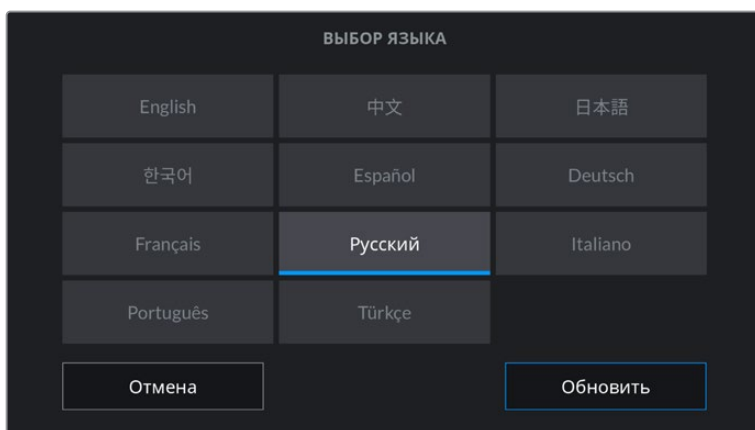 ВЫБОР ЯЗЫКА
English 中文 日本語
한국어 Español Deutsch
Français Русский Italiano
Português Türkçe
Отмена Обновить